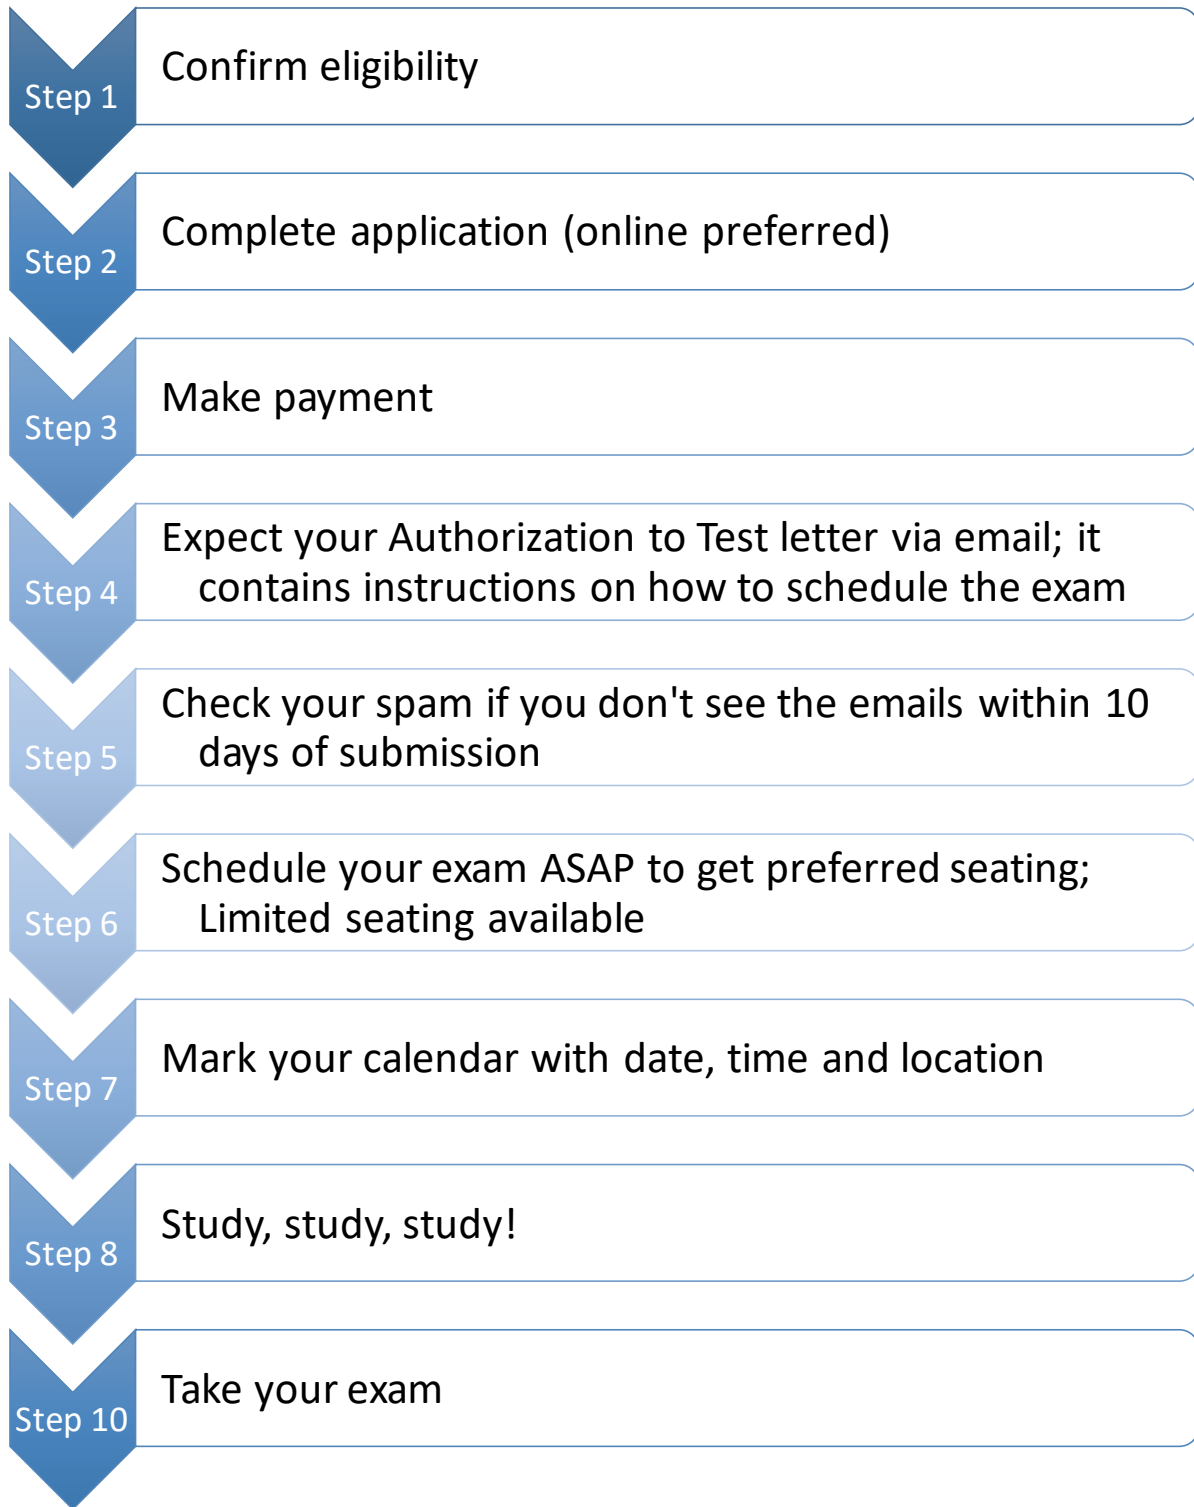 Step 1
Confirm eligibility
Step 2
Complete application (online preferred)
Step 3
Make payment
Step 4
Expect your Authorization to Test letter via email; it
contains instructions on how to schedule the exam
Step 5
Check your spam if you don't see the emails within 10
days of submission
Step 6
Schedule your exam ASAP to get preferred seating;
Limited seating available
Step 7
Mark your calendar with date, time and location
Step 8
Study, study, study!
Step 10
Take your exam